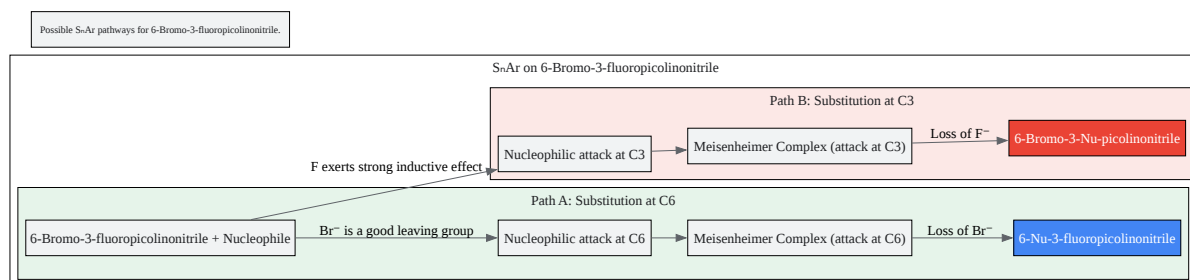 Possible SₙAr pathways for 6-Bromo-3-fluoropicolinonitrile.
SₙAr on 6-Bromo-3-fluoropicolinonitrile
Path B: Substitution at C3
Nucleophilic attack at C3
Meisenheimer Complex (attack at C3)
Loss of F⁻
6-Bromo-3-Nu-picolinonitrile
F exerts strong inductive effect
Path A: Substitution at C6
6-Bromo-3-fluoropicolinonitrile + Nucleophile
Br⁻ is a good leaving group
Nucleophilic attack at C6
Meisenheimer Complex (attack at C6)
Loss of Br⁻
6-Nu-3-fluoropicolinonitrile